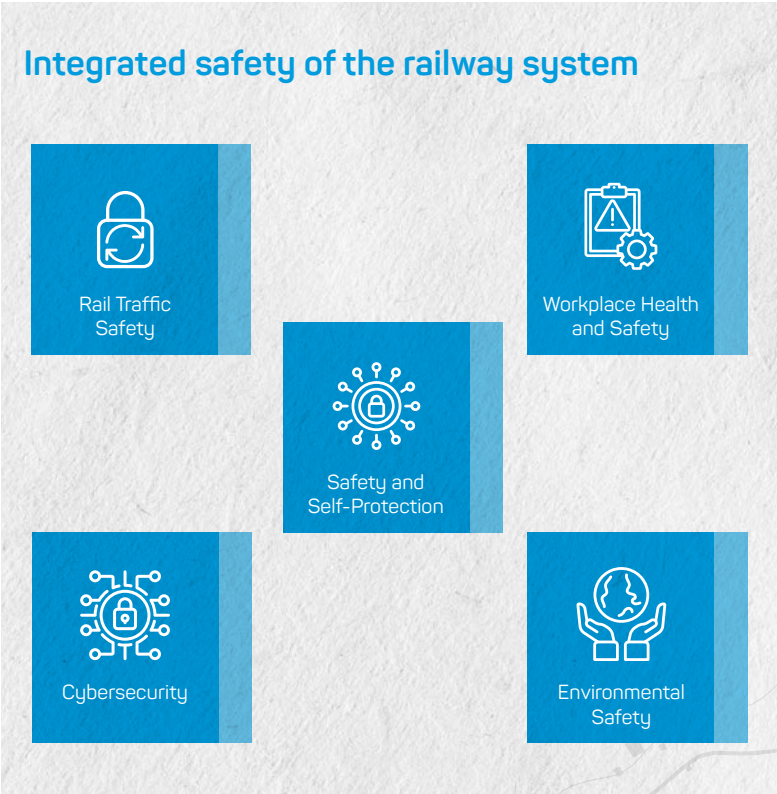 Integrated safety of the railway system
Rail Traffic
Safety
Workplace Health
and Safety
Safety and
Self-Protection
Cybersecurity
Environmental
Safety